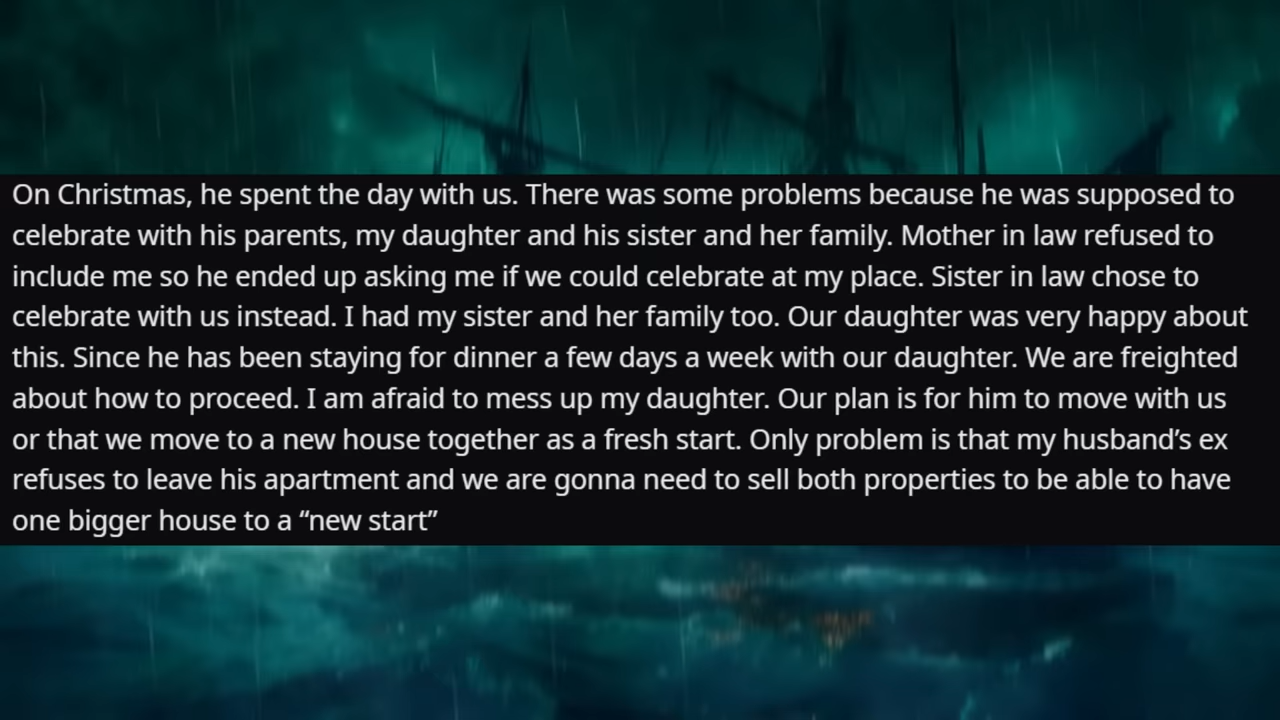 On Christmas, he spent the day with us. There was some problems because he was supposed to
celebrate with his parents, my daughter and his sister and her family. Mother in law refused to
include me so he ended up asking me if we could celebrate at my place. Sister in law chose to
celebrate with us instead. I had my sister and her family too. Our daughter was very happy about
this. Since he has been staying for dinner a few days a week with our daughter. We are freighted
about how to proceed. I am afraid to mess up my daughter. Our plan is for him to move with us
or that we move to a new house together as a fresh start. Only problem is that my husband’s ex
refuses to leave his apartment and we are gonna need to sell both properties to be able to have
one bigger house to a “new start”